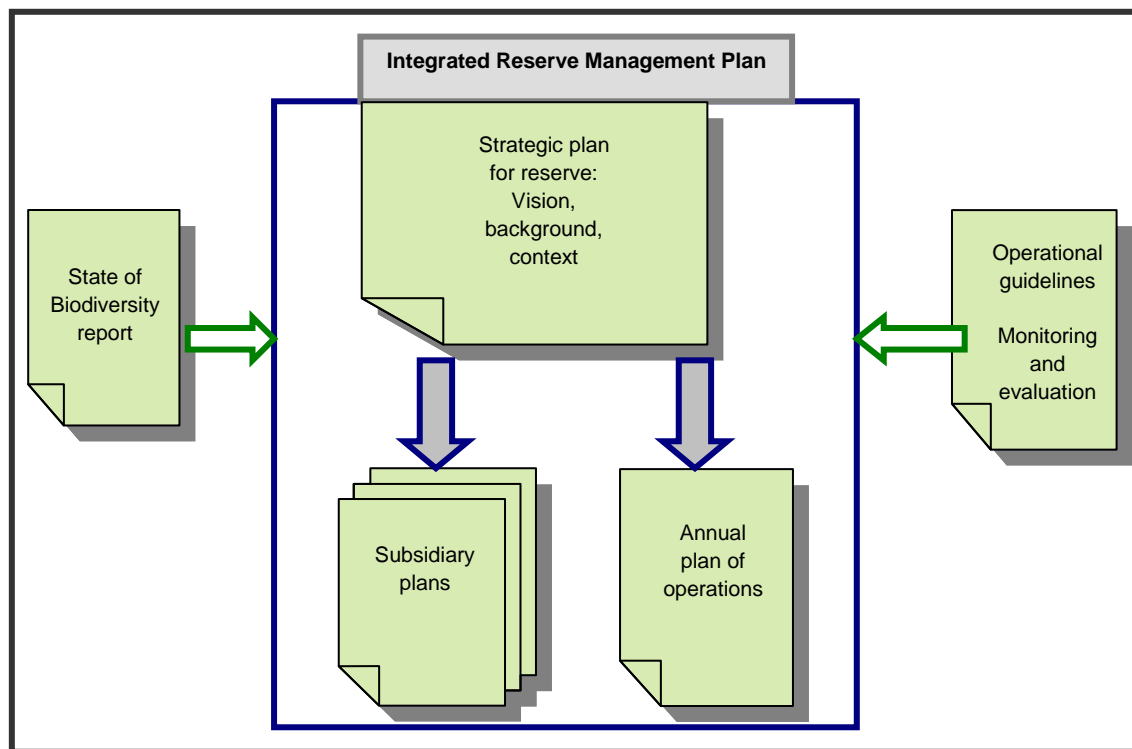 Integrated Reserve Management Plan
Strategic plan
for reserve:
Vision,
background,
context
State of
Biodiversity
report
Operational
guidelines
Monitoring
and
evaluation
Subsidiary
plans
Annual
plan of
operations